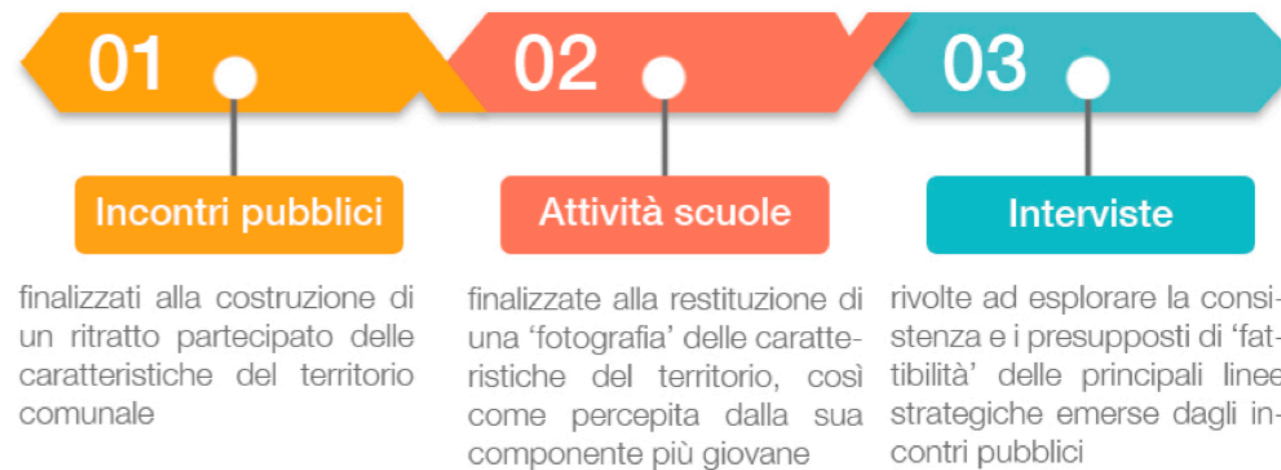 01
Incontri pubblici
finalizzati alla costruzione di
un ritratto partecipato delle
caratteristiche del territorio
comunale
02
Attività scuole
finalizzate alla restituzione di
una ‘fotografia’ delle caratte-
ristiche del territorio, così
come percepita dalla sua
componente più giovane
03
Interviste
rivolte ad esplorare la consi-
stenza e i presupposti di ‘fat-
tibilità’ delle principali linee
strategiche emerse dagli in-
contri pubblici